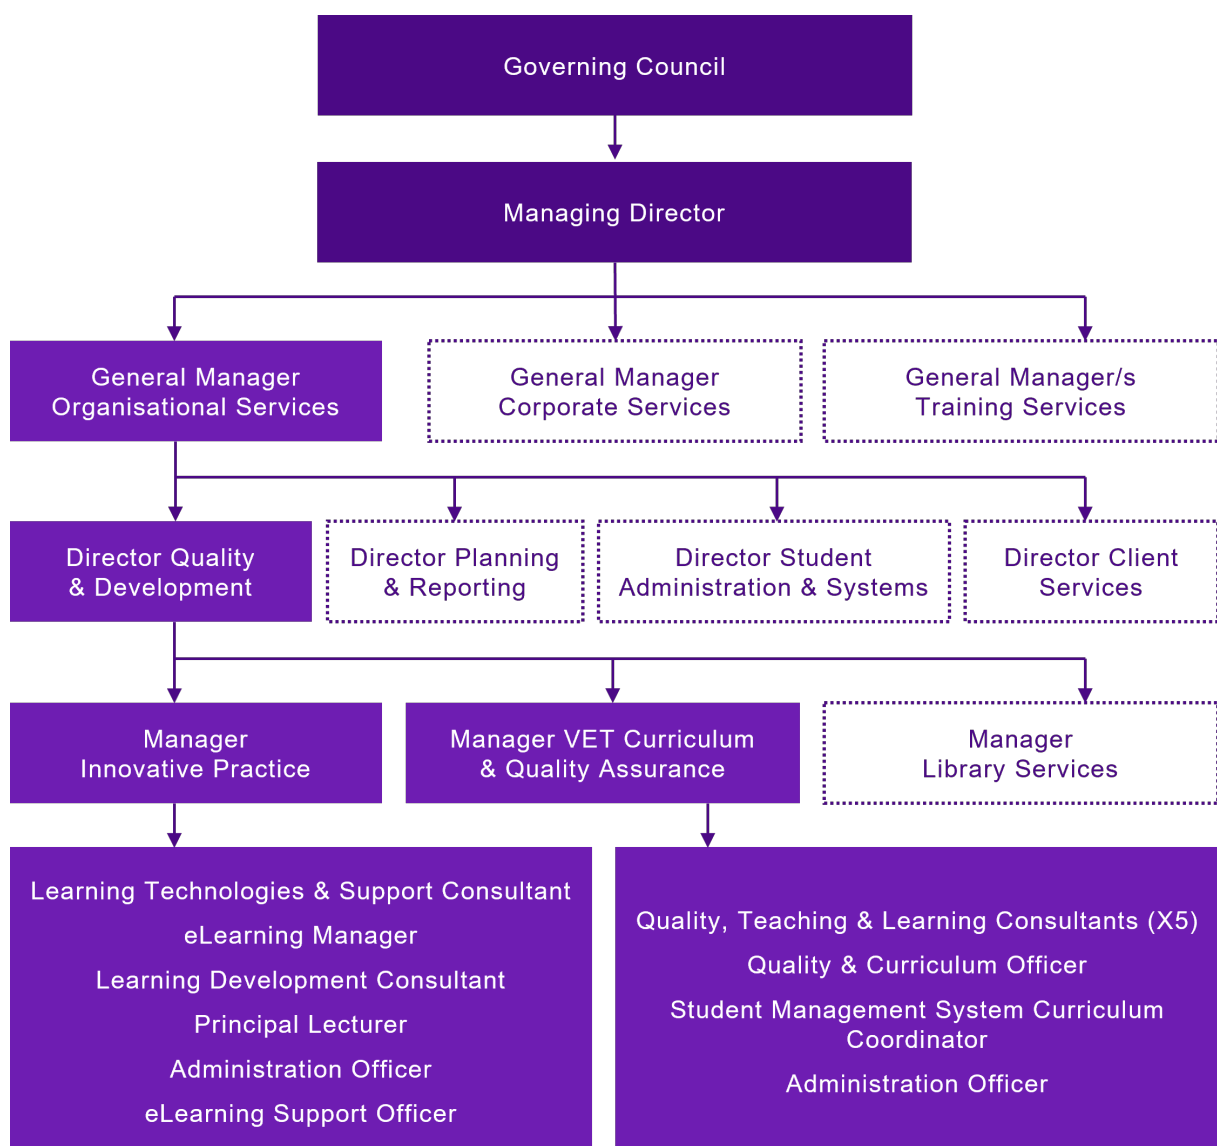 Governing Council
Managing Director
General Manager
Organisational Services
General Manager
Corporate Services
General Manager/s
Training Services
Director Quality
& Development
Director Planning
& Reporting
Director Student
Administration & Systems
Director Client
Services
Manager
Innovative Practice
Manager VET Curriculum
& Quality Assurance
Manager
Library Services
Learning Technologies & Support Consultant
eLearning Manager
Learning Development Consultant
Principal Lecturer
Administration Officer
eLearning Support Officer
Quality, Teaching & Learning Consultants (X5)
Quality & Curriculum Officer
Student Management System Curriculum
Coordinator
Administration Officer